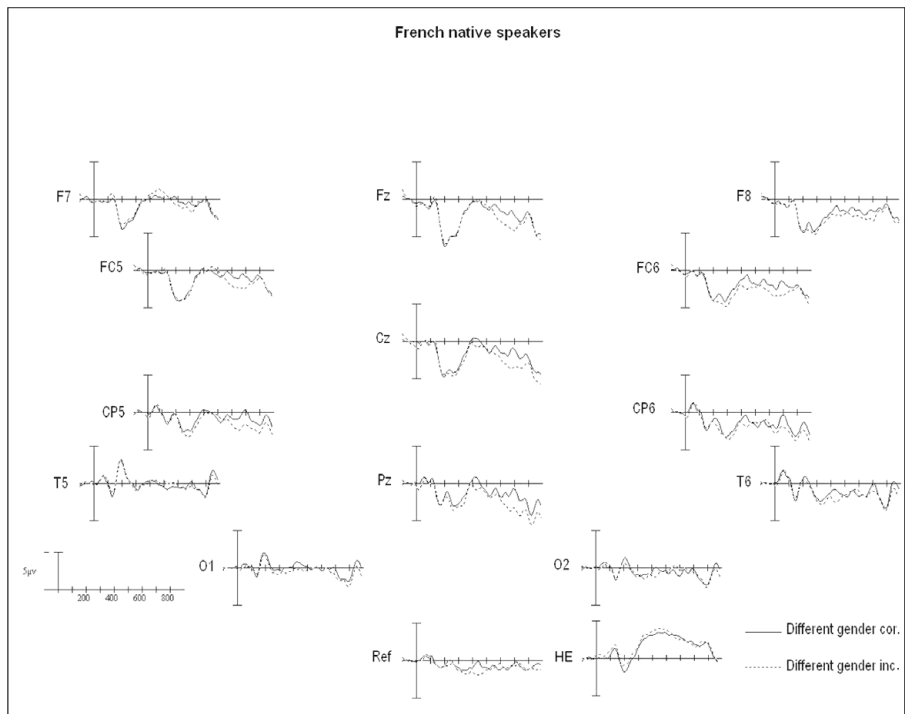 French native speakers
F7
Fz
F8
FC5
FC6
Cz
CP5
CP6
T5
Pz
T6
5µv
200 400 600 800
O1
O2
Ref
HE
Different gender cor.
Different gender inc.